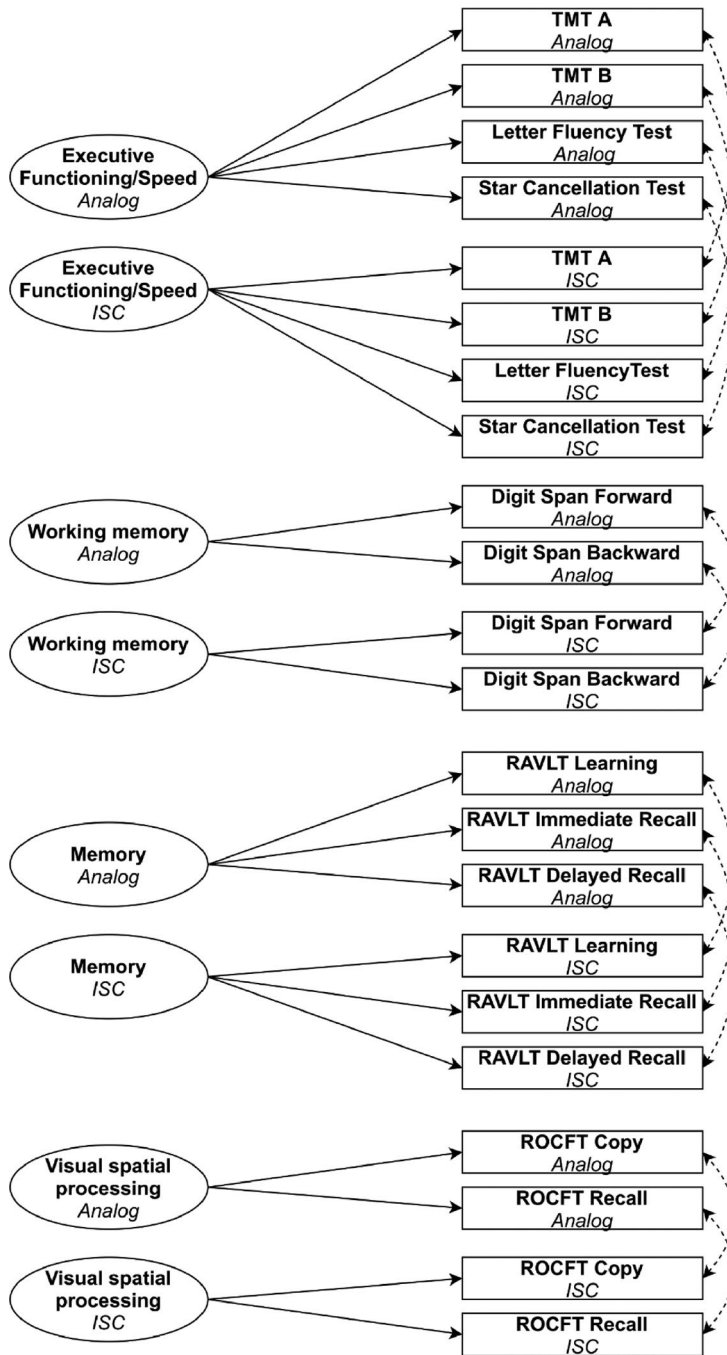 TMT A
Analog
TMT B
Analog
Letter Fluency Test
Analog
Star Cancellation Test
Analog
Executive
Functioning/Speed
Analog
Executive
Functioning/Speed
ISC
TMT A
ISC
TMT B
ISC
Letter FluencyTest
ISC
Star Cancellation Test
ISC
Working memory
Analog
Digit Span Forward
Analog
Digit Span Backward
Analog
Working memory
ISC
Digit Span Forward
ISC
Digit Span Backward
ISC
Memory
Analog
RAVLT Learning
Analog
RAVLT Immediate Recall
Analog
RAVLT Delayed Recall
Analog
Memory
ISC
RAVLT Learning
ISC
RAVLT Immediate Recall
ISC
RAVLT Delayed Recall
ISC
Visual spatial
processing
Analog
ROCFT Copy
Analog
ROCFT Recall
Analog
Visual spatial
processing
ISC
ROCFT Copy
ISC
ROCFT Recall
ISC